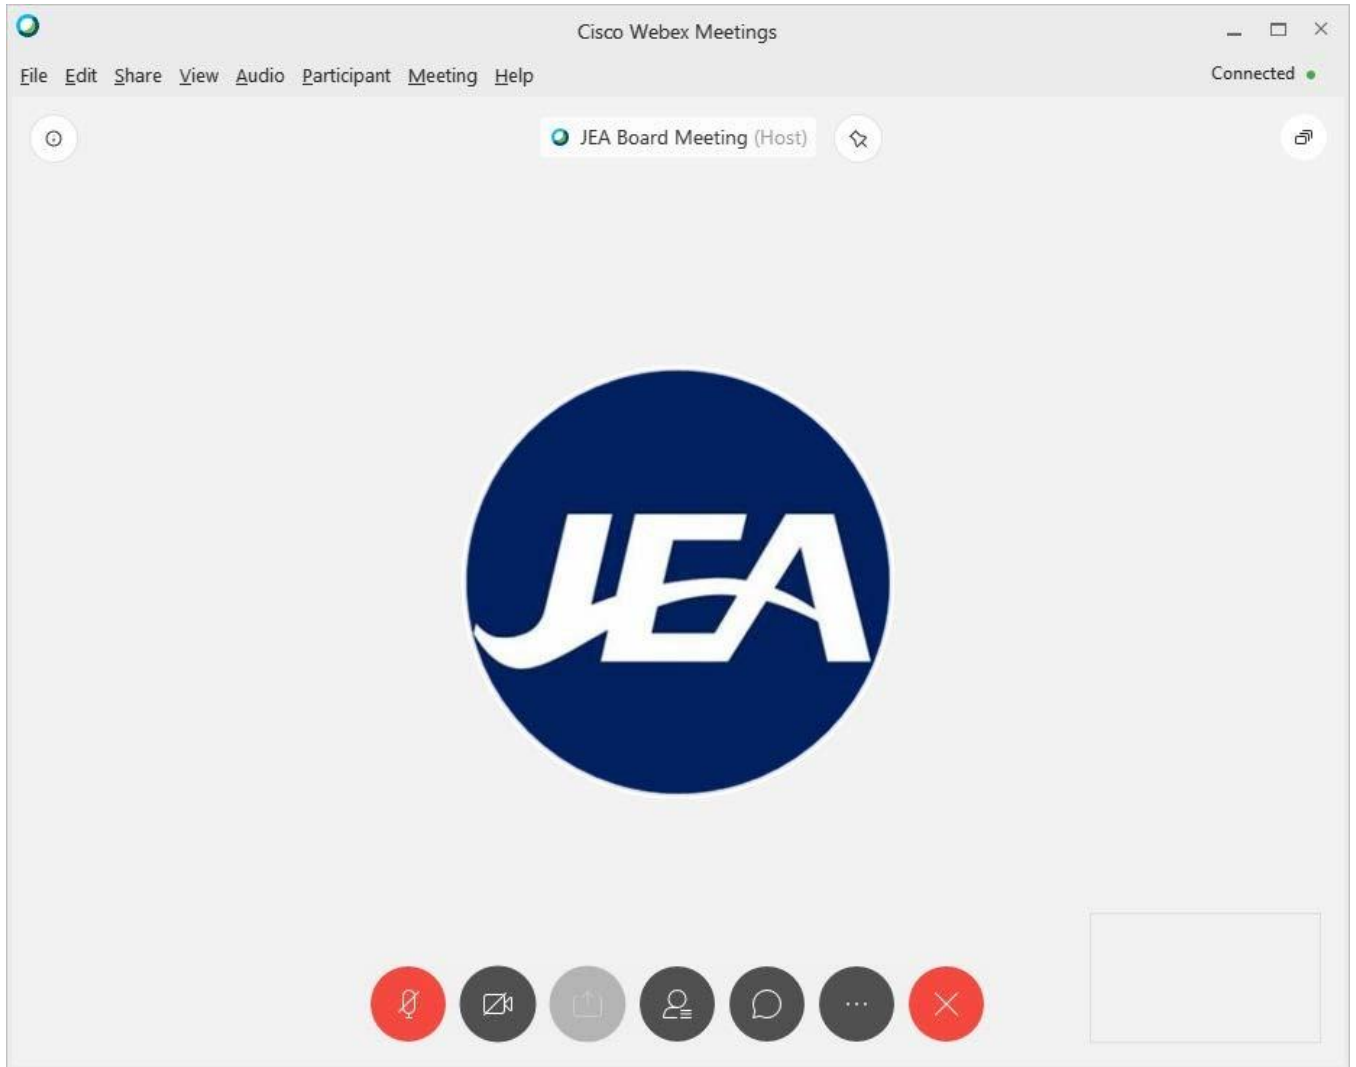 Cisco Webex Meetings
File Edit Share View Audio Participant Meeting Help
Connected
JEA Board Meeting (Host)
JEA